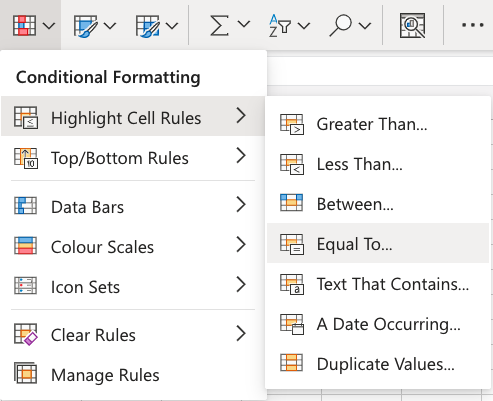 Conditional Formatting
Highlight Cell Rules
Top/Bottom Rules
Data Bars
Colour Scales
Icon Sets
Clear Rules
Manage Rules
Greater Than...
Less Than...
Between...
Equal To...
Text That Contains...
A Date Occurring...
Duplicate Values...